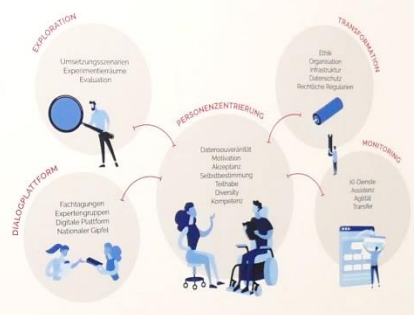 EXPLORATION
Umsetzungsszenarien
Experimentierräume
Evaluation
TRANSFORMATION
Ethik
Organisation
Infrastruktur
Datenschutz
Rechtliche Regularien
PERSONENZENTRIERUNG
Datensouveränität
Motivation
Akzeptanz
Selbstbestimmung
Teilhabe
Diversity
Kompetenz
DIALOGPLATTFORM
Fachtagungen
Expertengruppen
Digitale Plattform
Nationaler Gipfel
MONITORING
KI-Dienste
Assistenz
Agilität
Transfer